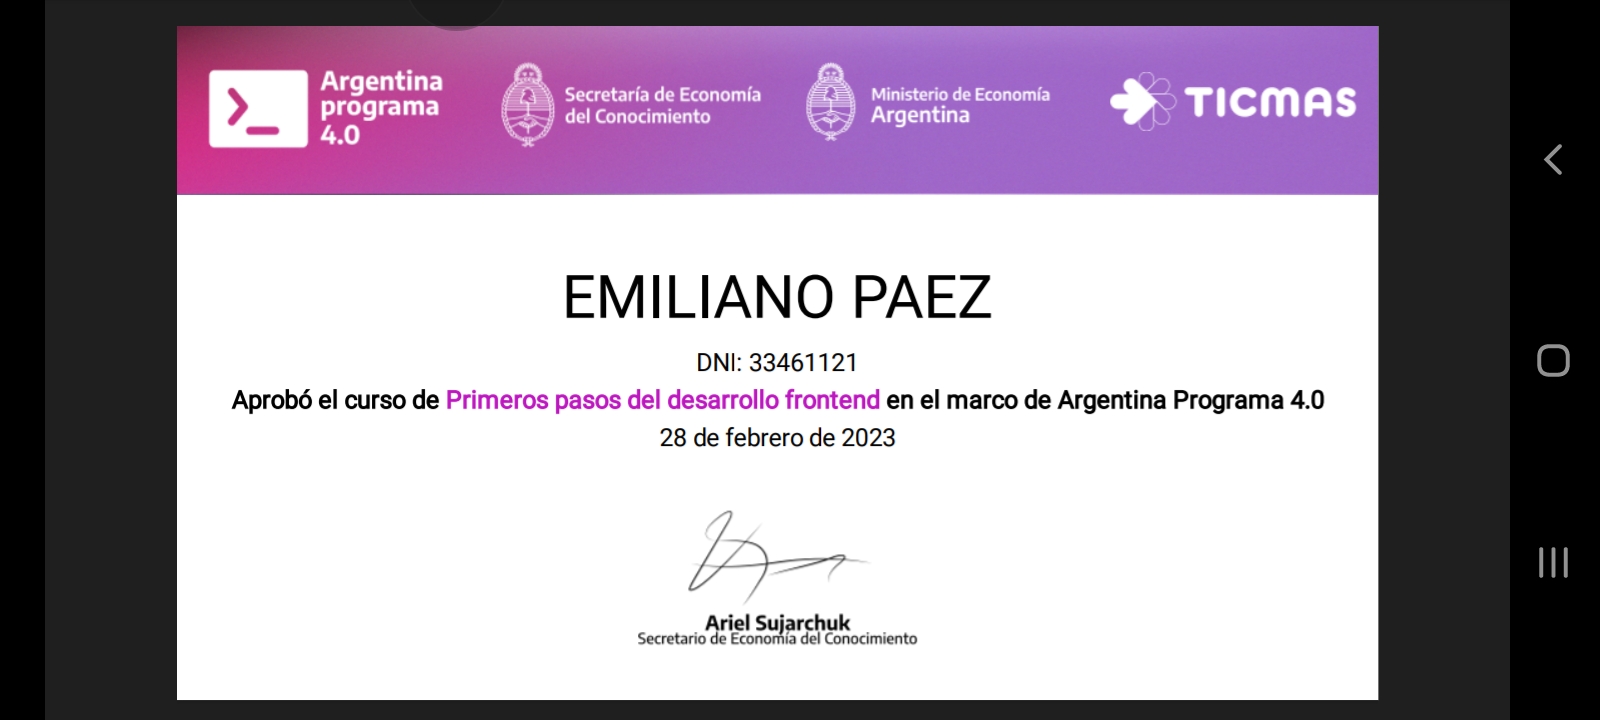 Argentina
programa
4.0
Secretaría de Economía
del Conocimiento
Ministerio de Economía
Argentina
TICMAS
EMILIANO PAEZ
DNI: 33461121
Aprobó el curso de Primeros pasos del desarrollo frontend en el marco de Argentina Programa 4.0
28 de febrero de 2023
Ariel Sujarchuk
Secretario de Economía del Conocimiento